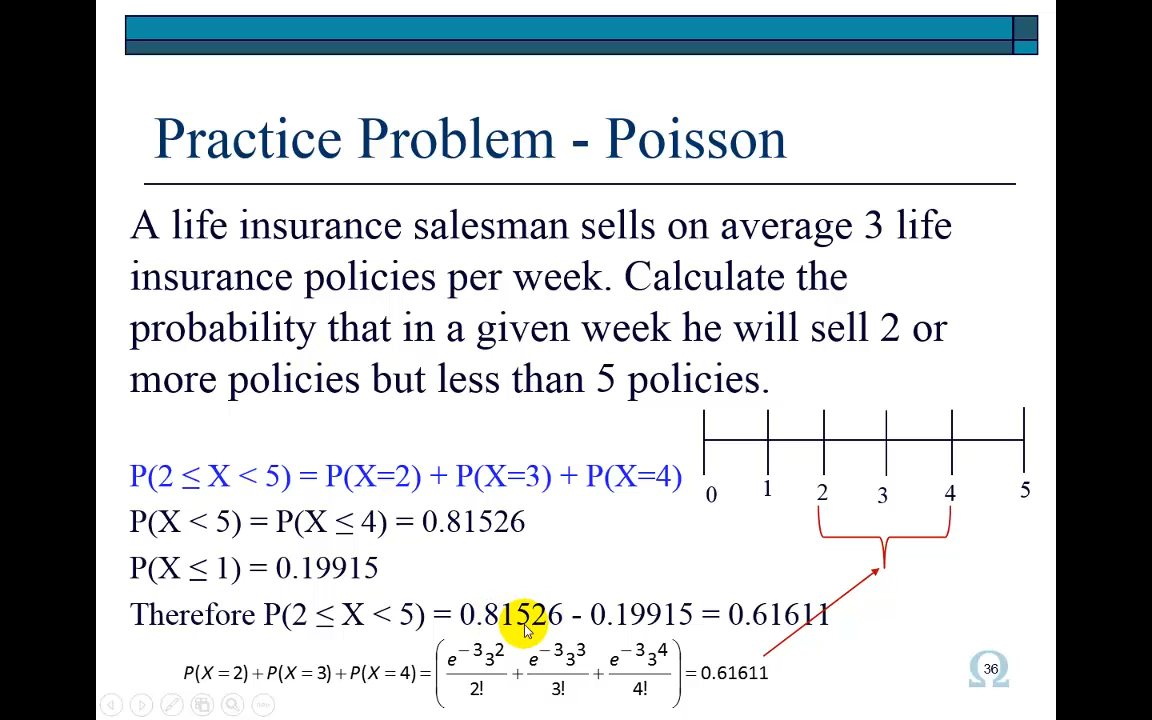 Practice Problem - Poisson
A life insurance salesman sells on average 3 life
insurance policies per week. Calculate the
probability that in a given week he will sell 2 or
more policies but less than 5 policies.
P(2 ≤ X < 5) = P(X=2) + P(X=3) + P(X=4)
0 1 2 3 4 5
P(X < 5) = P(X ≤ 4) = 0.81526
P(X ≤ 1) = 0.19915
Therefore P(2 ≤ X < 5) = 0.81526 - 0.19915 = 0.61611
P(X = 2) + P(X = 3) + P(X = 4) = (e⁻³3²/2! + e⁻³3³/3! + e⁻³3⁴/4!) = 0.61611
36